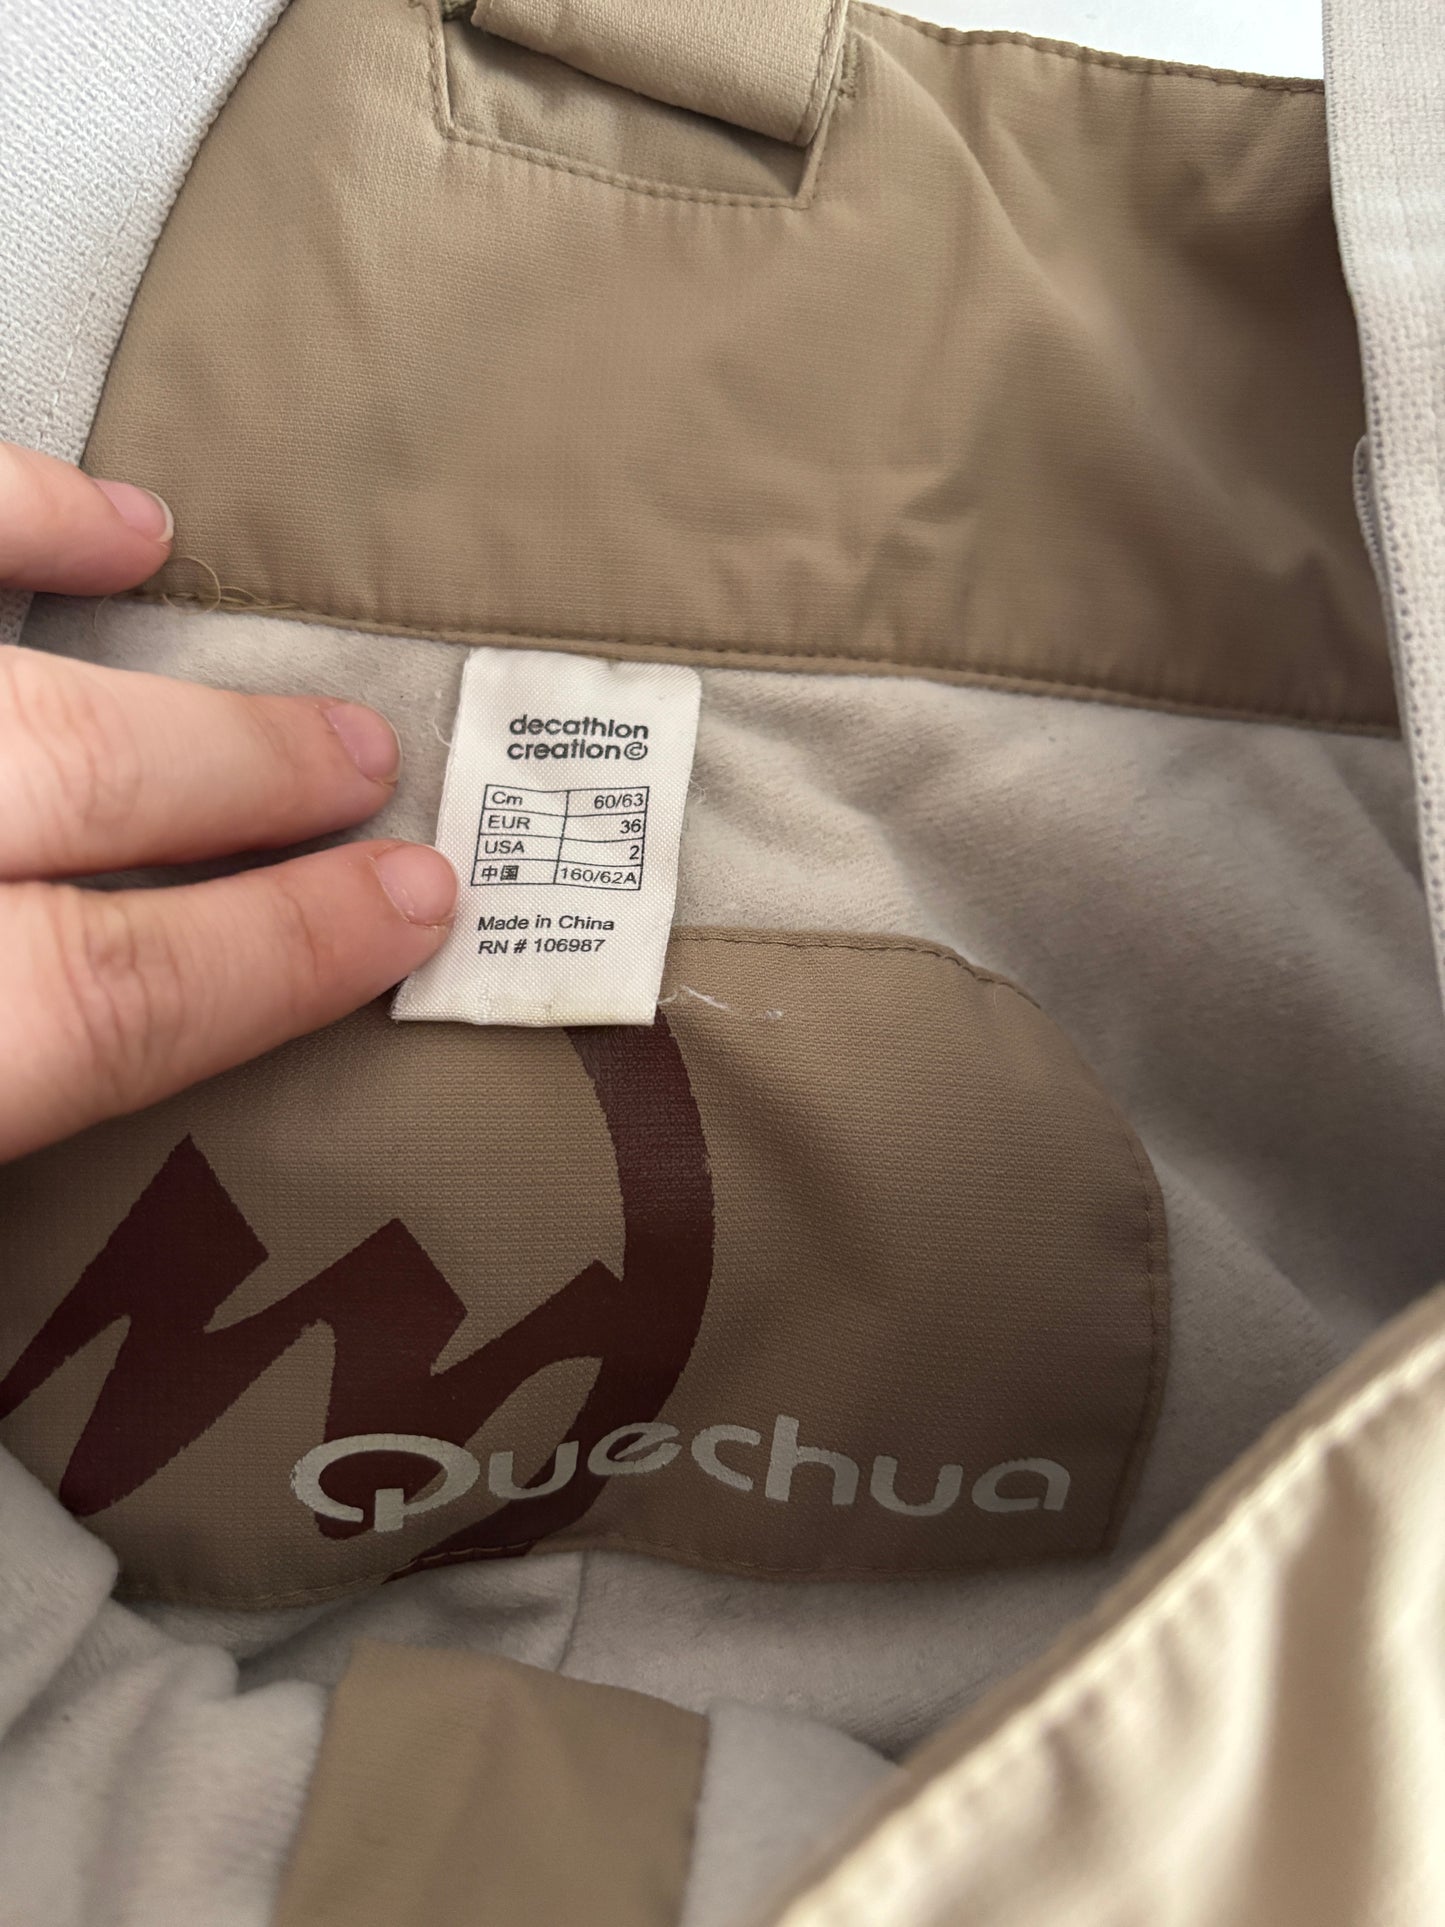 decathlon
creation©
Cm 60/63
EUR 36
USA 2
中国 160/62A
Made in China
RN # 106987
Quechua